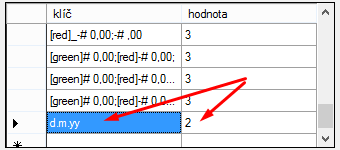 klíč hodnota
[red]_-# 0,00;-# ,00 3
[green]# 0,00;[red]-# 0,00; 3
[green]# 0,00;[red]-# 0,0... 3
[green]# 0,00;[red]-# 0,0... 3
d.m.yy 2